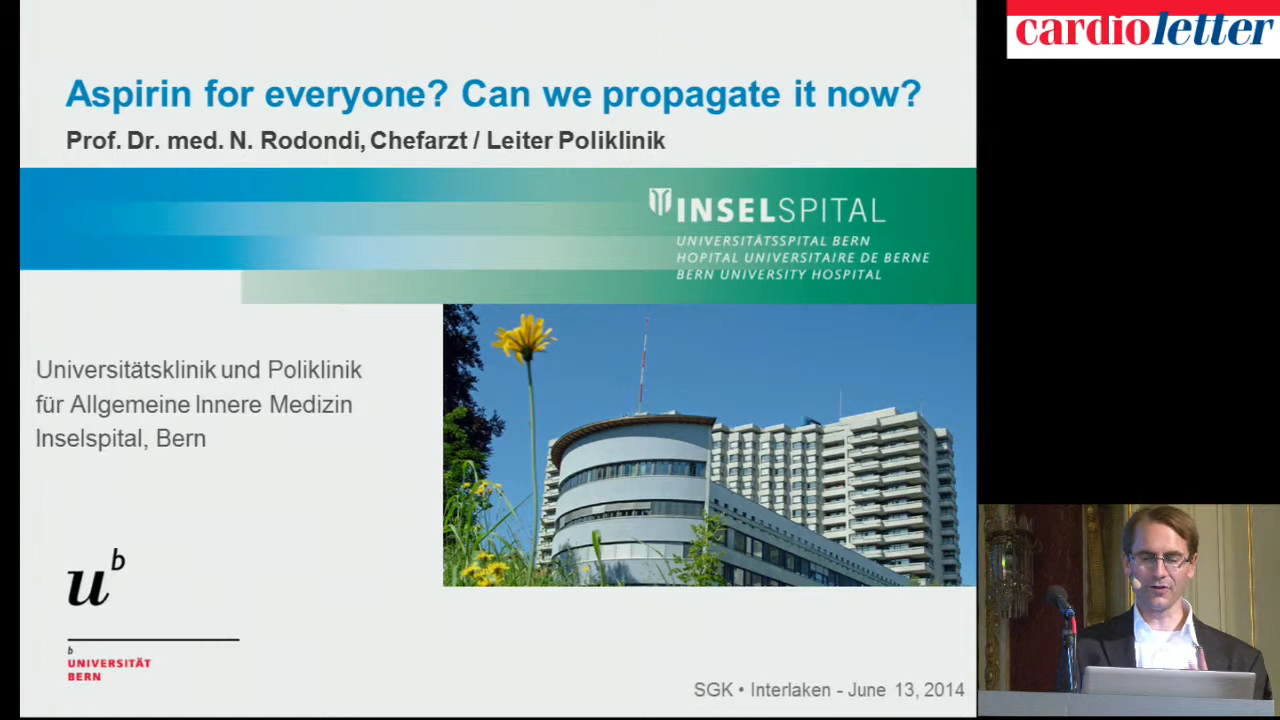 cardioletter
Aspirin for everyone? Can we propagate it now?
Prof. Dr. med. N. Rodondi, Chefarzt / Leiter Poliklinik
INSELSPITAL
UNIVERSITÄTSSPITAL BERN
HOPITAL UNIVERSITAIRE DE BERNE
BERN UNIVERSITY HOSPITAL
Universitätsklinik und Poliklinik
für Allgemeine Innere Medizin
Inselspital, Bern
u b
b
UNIVERSITÄT
BERN
SGK • Interlaken - June 13, 2014